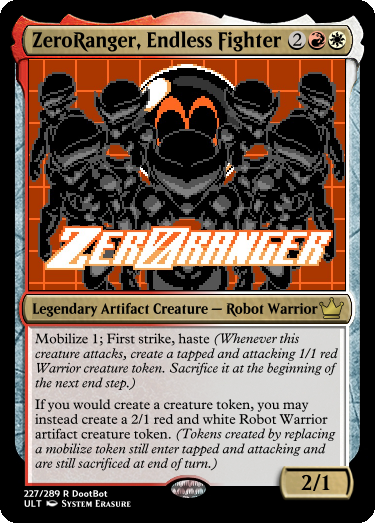 ZeroRanger, Endless Fighter 2
ZERORANGER
Legendary Artifact Creature — Robot Warrior
Mobilize 1; First strike, haste (Whenever this
creature attacks, create a tapped and attacking 1/1 red
Warrior creature token. Sacrifice it at the beginning of
the next end step.)
If you would create a creature token, you may
instead create a 2/1 red and white Robot Warrior
artifact creature token. (Tokens created by replacing
a mobilize token still enter tapped and attacking and
are still sacrificed at end of turn.)
2/1
227/289 R DootBot
ULT System Erasure